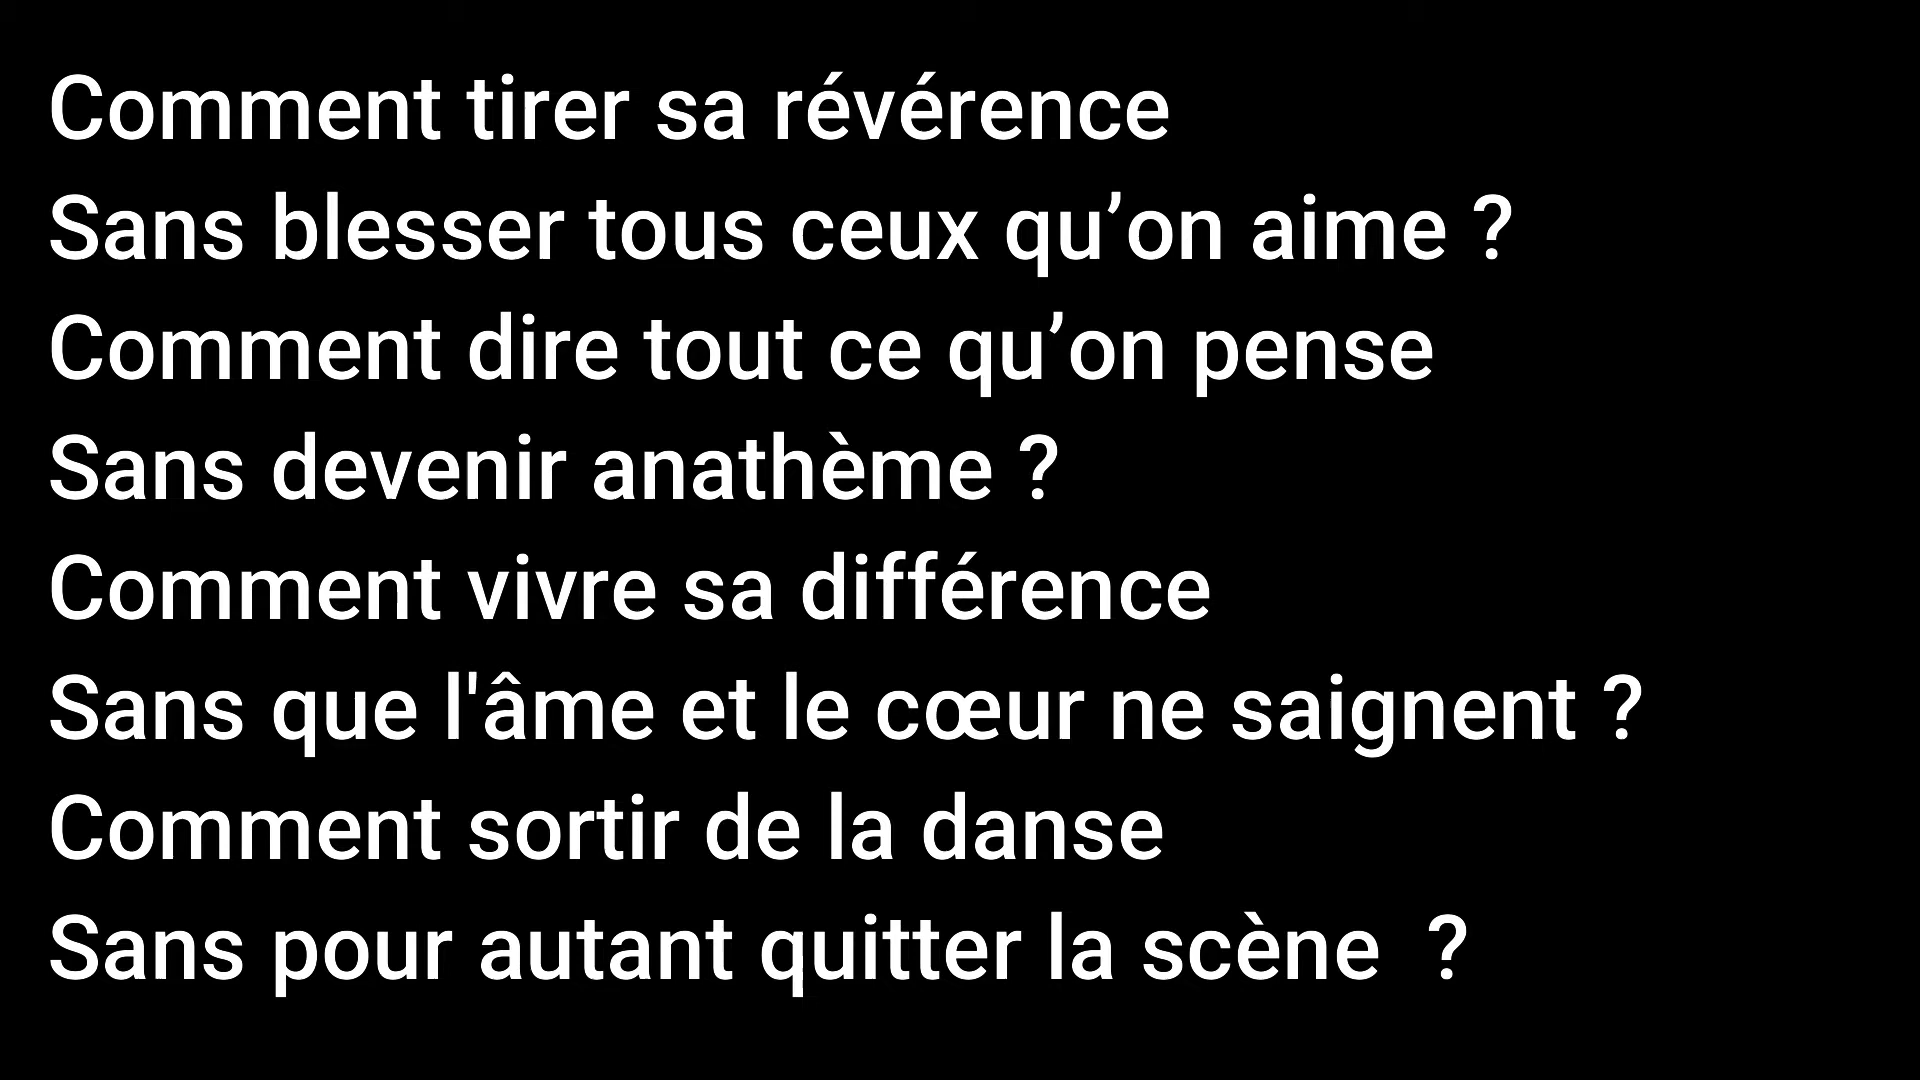 Comment tirer sa révérence
Sans blesser tous ceux qu’on aime ?
Comment dire tout ce qu’on pense
Sans devenir anathème ?
Comment vivre sa différence
Sans que l'âme et le cœur ne saignent ?
Comment sortir de la danse
Sans pour autant quitter la scène  ?